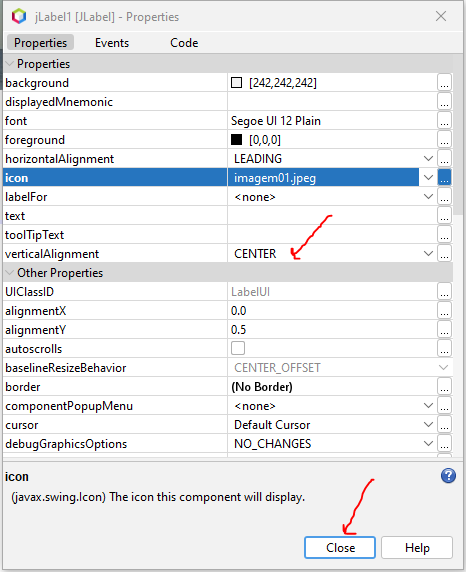 jLabel1 [JLabel] - Properties
Properties Events Code
Properties
background [242,242,242] ...
displayedMnemonic ...
font Segoe UI 12 Plain ...
foreground [0,0,0] ...
horizontalAlignment LEADING ...
icon imagem01.jpeg ...
labelFor <none> ...
text ...
toolTipText ...
verticalAlignment CENTER ...
Other Properties
UIClassID LabelUI ...
alignmentX 0.0 ...
alignmentY 0.5 ...
autoscrolls ...
baselineResizeBehavior CENTER_OFFSET
border (No Border) ...
componentPopupMenu <none> ...
cursor Default Cursor ...
debugGraphicsOptions NO_CHANGES ...
icon ?
(javax.swing.Icon) The icon this component will display.
Close Help